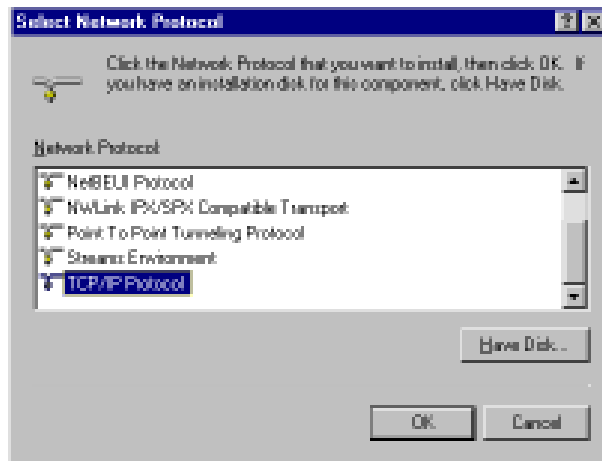 Select Network Protocol
Click the Network Protocol that you want to install, then click OK. If
you have an installation disk for this component, click Have Disk.
Network Protocol:
NetBEUI Protocol
NWLink IPX/SPX Compatible Transport
Point To Point Tunneling Protocol
Streams Environment
TCP/IP Protocol
Have Disk...
OK
Cancel